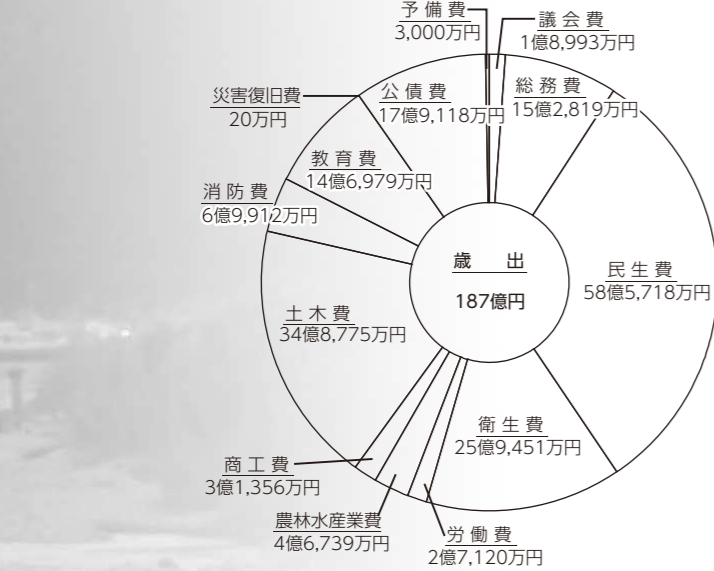 予備費
3,000万円
議会費
1億8,993万円
総務費
15億2,819万円
民生費
58億5,718万円
衛生費
25億9,451万円
労働費
2億7,120万円
農林水産業費
4億6,739万円
商工費
3億1,356万円
土木費
34億8,775万円
消防費
6億9,912万円
教育費
14億6,979万円
災害復旧費
20万円
公債費
17億9,118万円
歳出
187億円